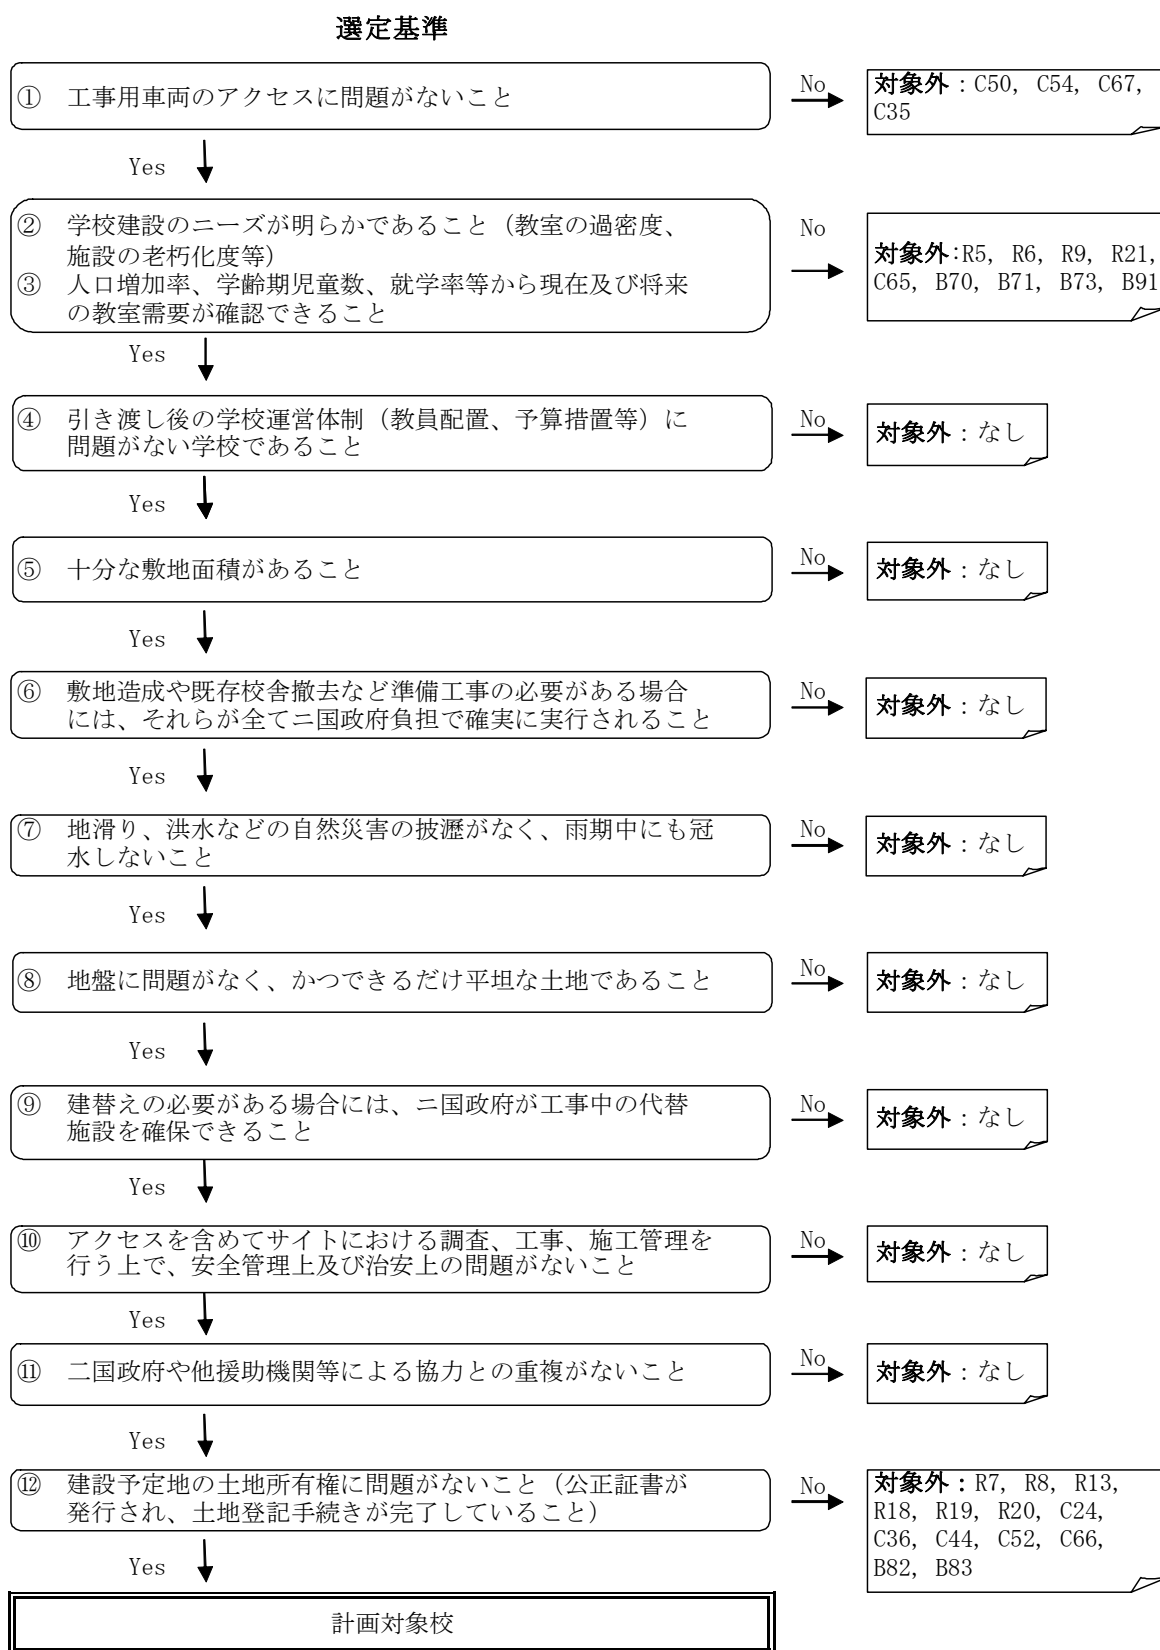 選定基準
① 工事用車両のアクセスに問題がないこと
No
対象外：C50, C54, C67,
C35
Yes
② 学校建設のニーズが明らかであること（教室の過密度、
施設の老朽化度等）
③ 人口増加率、学齢期児童数、就学率等から現在及び将来
の教室需要が確認できること
No
対象外:R5, R6, R9, R21,
C65, B70, B71, B73, B91
Yes
④ 引き渡し後の学校運営体制（教員配置、予算措置等）に
問題がない学校であること
No
対象外：なし
Yes
⑤ 十分な敷地面積があること
No
対象外：なし
Yes
⑥ 敷地造成や既存校舎撤去など準備工事の必要がある場合
には、それらが全てニ国政府負担で確実に実行されること
No
対象外：なし
Yes
⑦ 地滑り、洪水などの自然災害の披瀝がなく、雨期中にも冠
水しないこと
No
対象外：なし
Yes
⑧ 地盤に問題がなく、かつできるだけ平坦な土地であること
No
対象外：なし
Yes
⑨ 建替えの必要がある場合には、ニ国政府が工事中の代替
施設を確保できること
No
対象外：なし
Yes
⑩ アクセスを含めてサイトにおける調査、工事、施工管理を
行う上で、安全管理上及び治安上の問題がないこと
No
対象外：なし
Yes
⑪ 二国政府や他援助機関等による協力との重複がないこと
No
対象外：なし
Yes
⑫ 建設予定地の土地所有権に問題がないこと（公正証書が
発行され、土地登記手続きが完了していること）
No
対象外：R7, R8, R13,
R18, R19, R20, C24,
C36, C44, C52, C66,
B82, B83
Yes
計画対象校